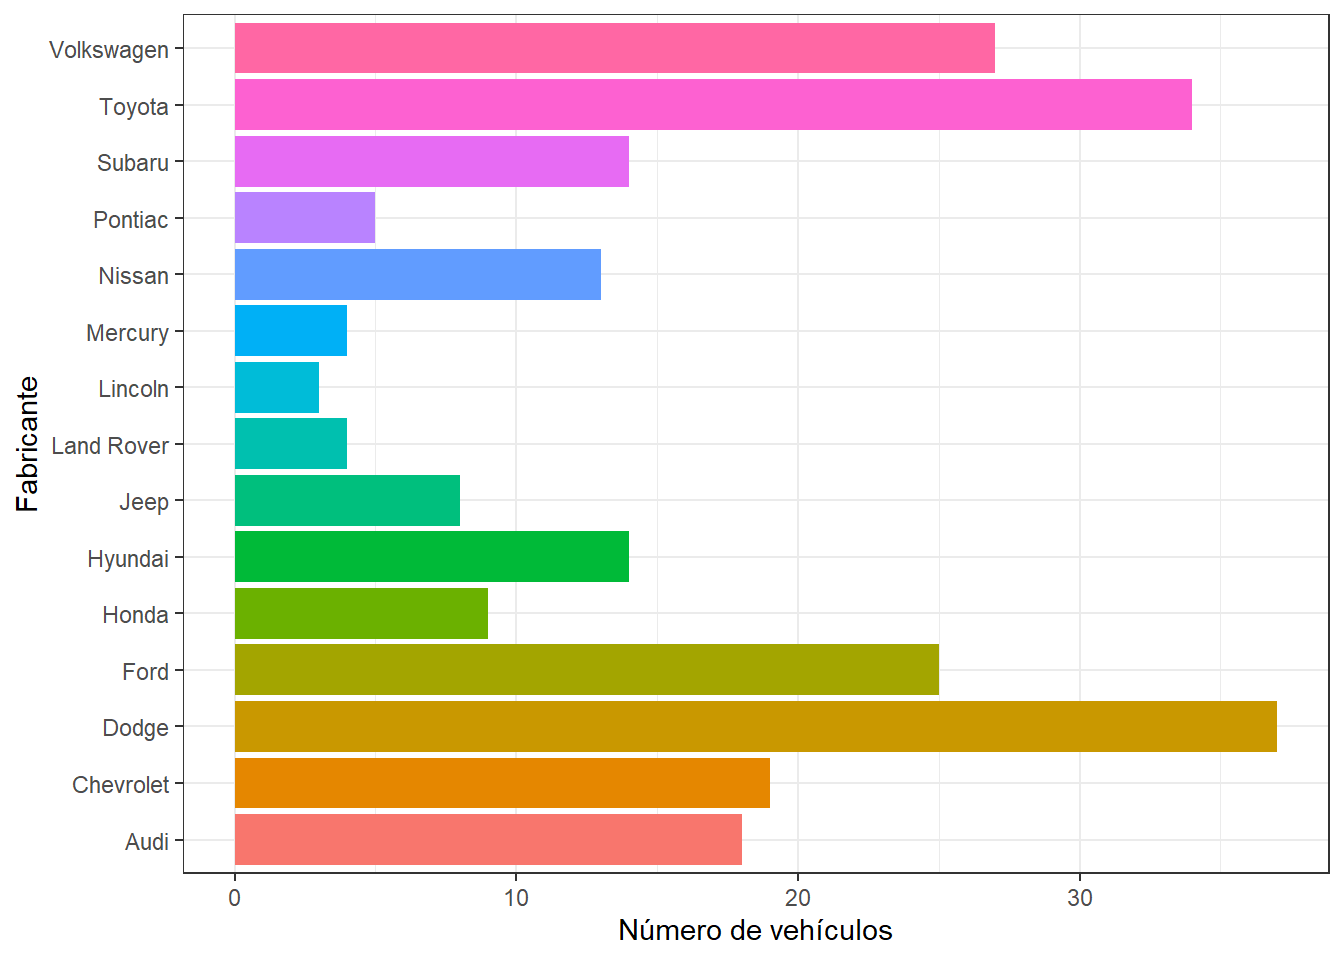 Volkswagen
Toyota
Subaru
Pontiac
Nissan
Mercury
Lincoln
Land Rover
Jeep
Hyundai
Honda
Ford
Dodge
Chevrolet
Audi
Fabricante
0 10 20 30
Número de vehículos